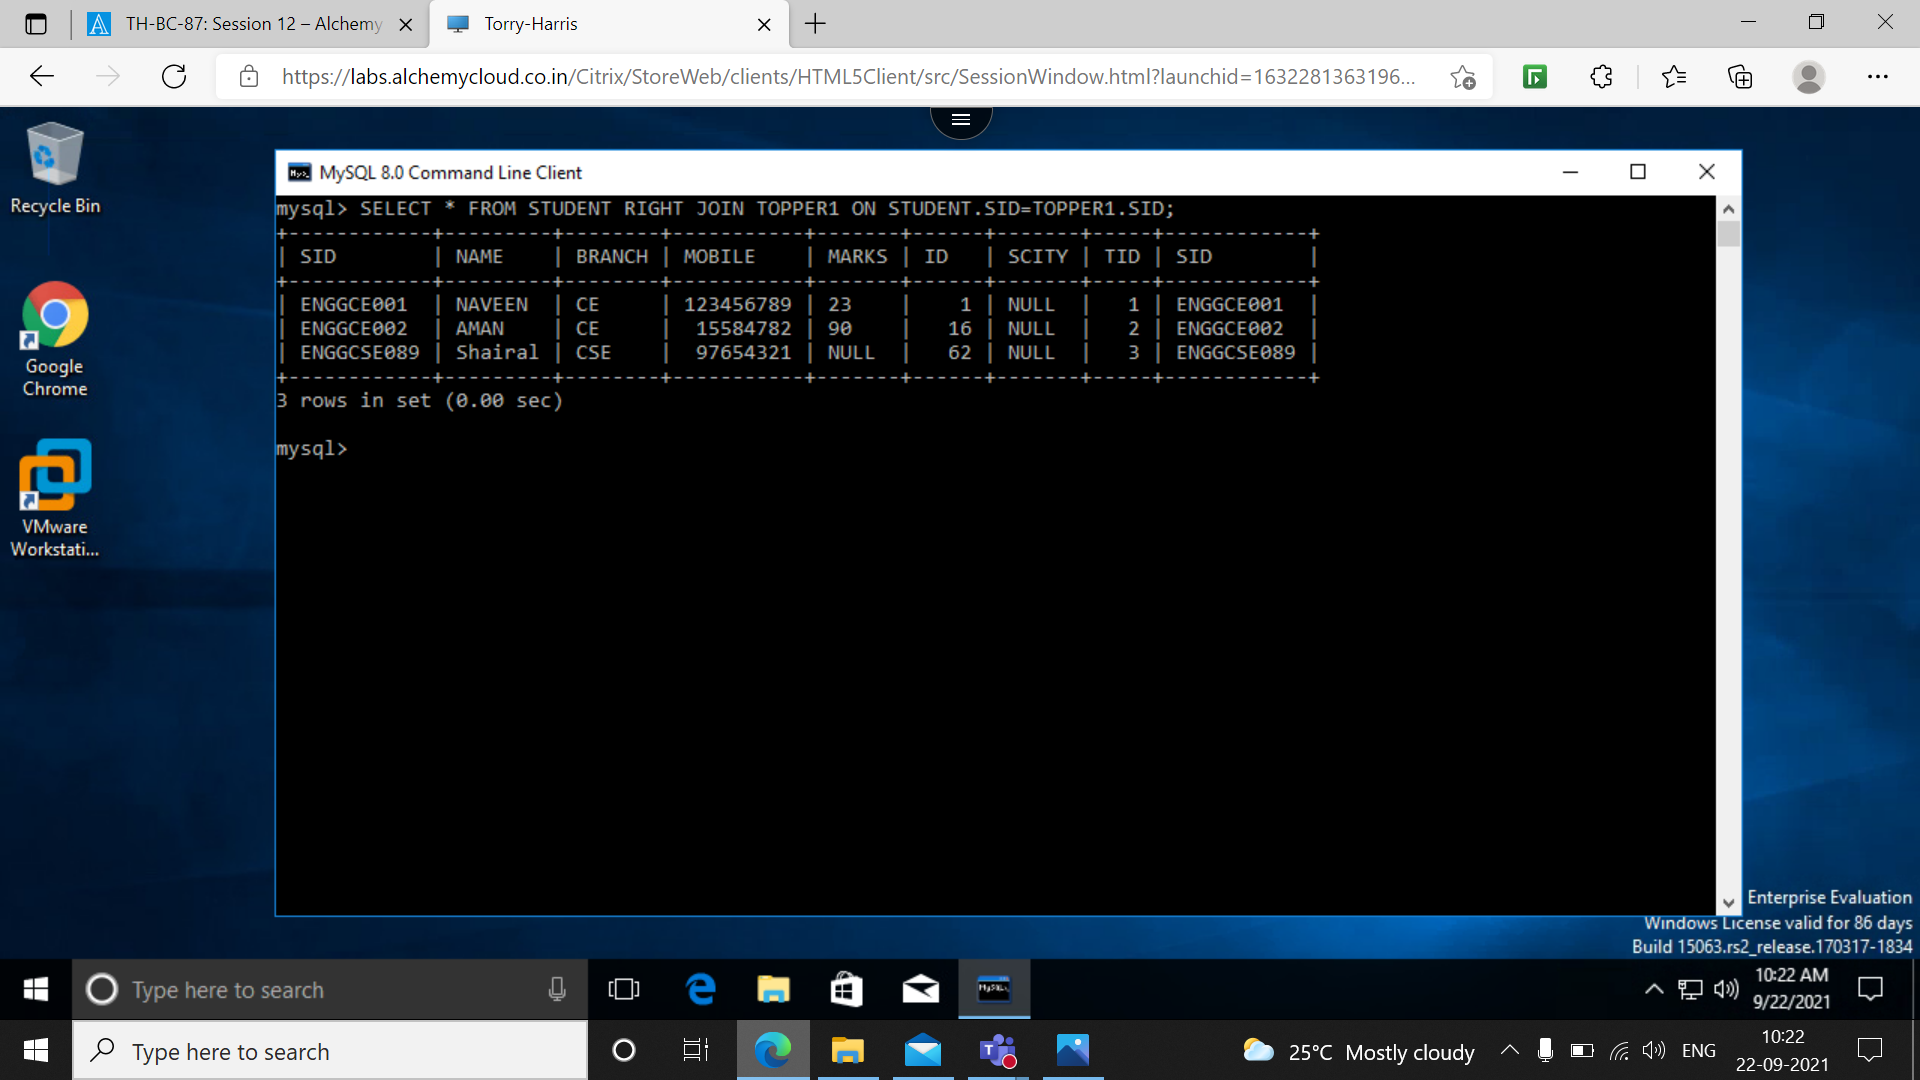 TH-BC-87: Session 12 – Alchemy
Torry-Harris
https://labs.alchemycloud.co.in/Citrix/StoreWeb/clients/HTML5Client/src/SessionWindow.html?launchid=1632281363196...
Recycle Bin
Google
Chrome
VMware
Workstati...
MySQL 8.0 Command Line Client
mysql> SELECT * FROM STUDENT RIGHT JOIN TOPPER1 ON STUDENT.SID=TOPPER1.SID;
+------------+---------+--------+-----------+-------+------+-------+-----+------------+
| SID        | NAME    | BRANCH | MOBILE    | MARKS | ID   | SCITY | TID | SID        |
+------------+---------+--------+-----------+-------+------+-------+-----+------------+
| ENGGCE001  | NAVEEN  | CE     | 123456789 | 23    |    1 | NULL  |   1 | ENGGCE001  |
| ENGGCE002  | AMAN    | CE     |  15584782 | 90    |   16 | NULL  |   2 | ENGGCE002  |
| ENGGCSE089 | Shairal | CSE    |  97654321 | NULL  |   62 | NULL  |   3 | ENGGCSE089 |
+------------+---------+--------+-----------+-------+------+-------+-----+------------+
3 rows in set (0.00 sec)
mysql>
Enterprise Evaluation
Windows License valid for 86 days
Build 15063.rs2_release.170317-1834
Type here to search
10:22 AM
9/22/2021
Type here to search
25°C Mostly cloudy
ENG
10:22
22-09-2021